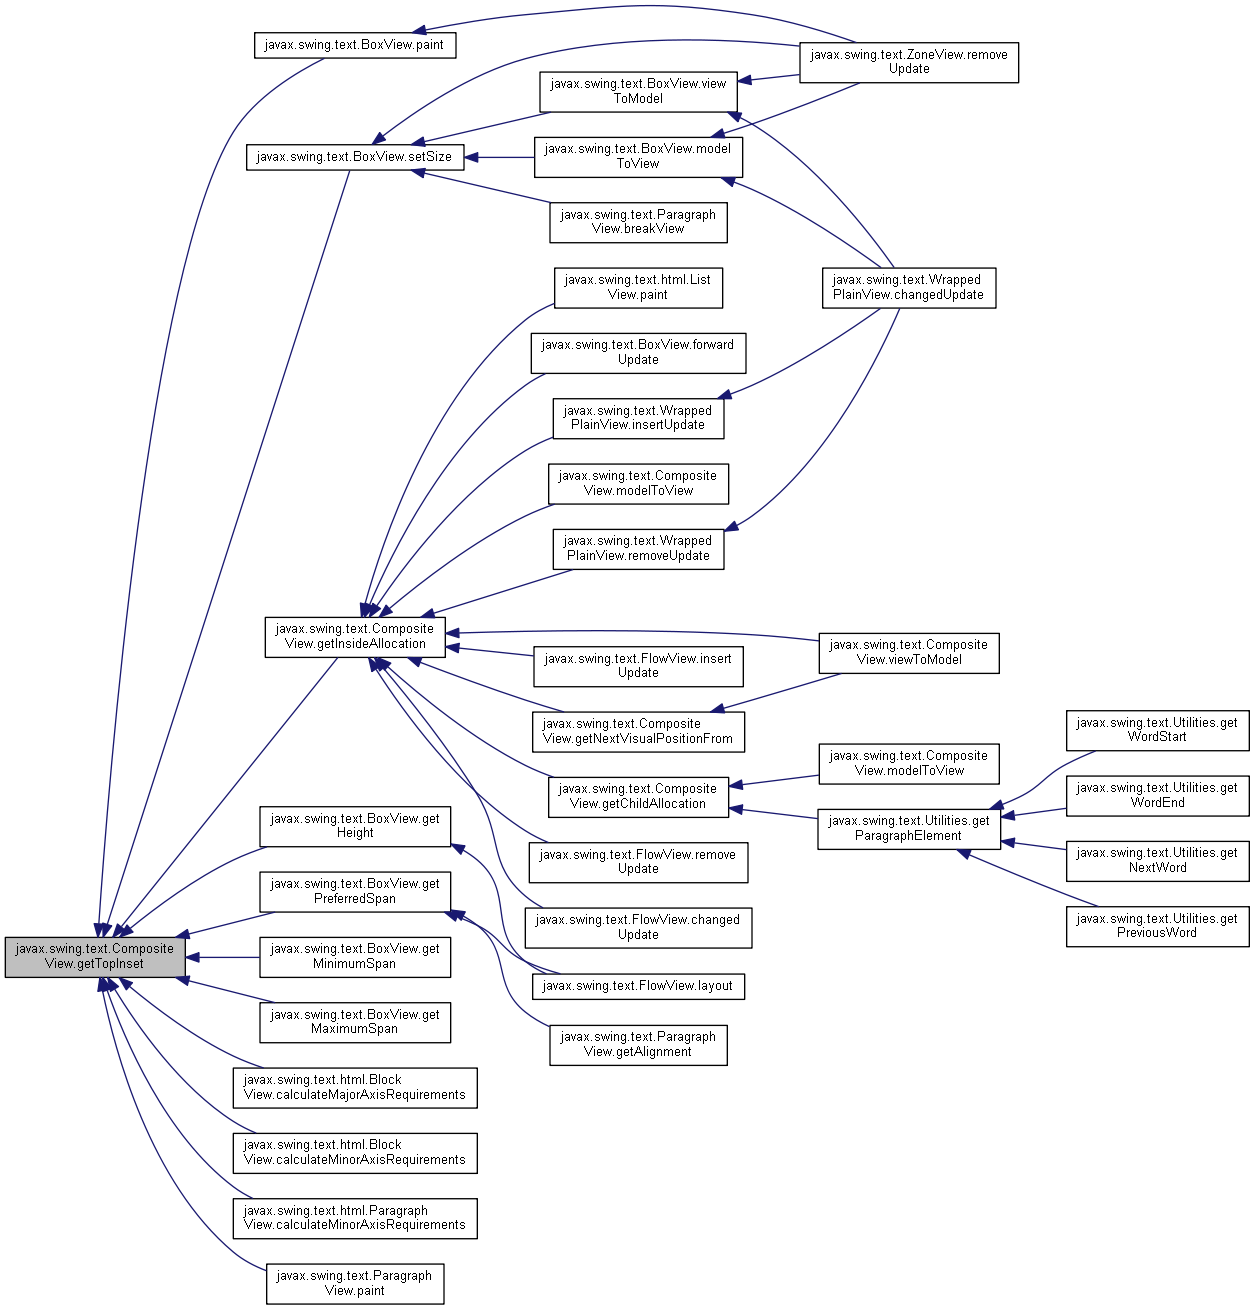 javax.swing.text.BoxView.paint
javax.swing.text.ZoneView.remove
Update
javax.swing.text.BoxView.view
ToModel
javax.swing.text.BoxView.setSize
javax.swing.text.BoxView.model
ToView
javax.swing.text.Paragraph
View.breakView
javax.swing.text.html.List
View.paint
javax.swing.text.Wrapped
PlainView.changedUpdate
javax.swing.text.BoxView.forward
Update
javax.swing.text.Wrapped
PlainView.insertUpdate
javax.swing.text.Composite
View.modelToView
javax.swing.text.Wrapped
PlainView.removeUpdate
javax.swing.text.Composite
View.getInsideAllocation
javax.swing.text.Composite
View.viewToModel
javax.swing.text.FlowView.insert
Update
javax.swing.text.Composite
View.getNextVisualPositionFrom
javax.swing.text.Utilities.get
WordStart
javax.swing.text.Composite
View.modelToView
javax.swing.text.Composite
View.getChildAllocation
javax.swing.text.Utilities.get
WordEnd
javax.swing.text.Utilities.get
ParagraphElement
javax.swing.text.BoxView.get
Height
javax.swing.text.FlowView.remove
Update
javax.swing.text.Utilities.get
NextWord
javax.swing.text.BoxView.get
PreferredSpan
javax.swing.text.FlowView.changed
Update
javax.swing.text.Utilities.get
PreviousWord
javax.swing.text.Composite
View.getTopInset
javax.swing.text.BoxView.get
MinimumSpan
javax.swing.text.FlowView.layout
javax.swing.text.BoxView.get
MaximumSpan
javax.swing.text.Paragraph
View.getAlignment
javax.swing.text.html.Block
View.calculateMajorAxisRequirements
javax.swing.text.html.Block
View.calculateMinorAxisRequirements
javax.swing.text.html.Paragraph
View.calculateMinorAxisRequirements
javax.swing.text.Paragraph
View.paint